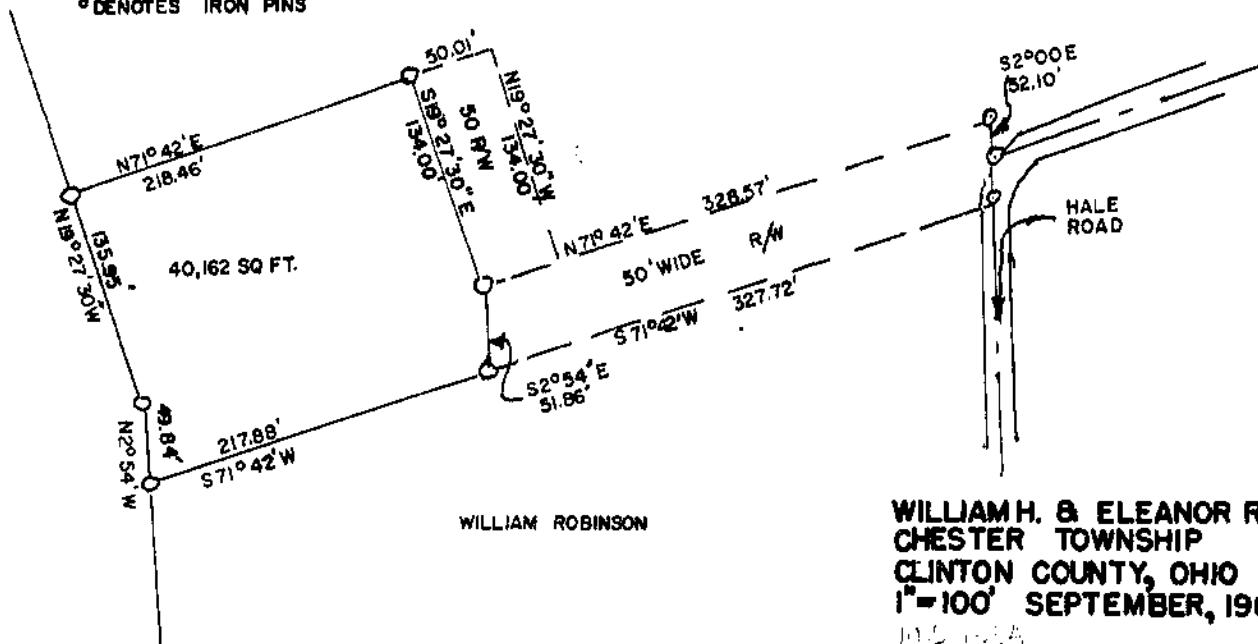 ° DENOTES IRON PINS
50.01'
N19° 27' 30" W
134.00
50 R/W
S19° 27' 30" E
134.00'
N71° 42' E
218.46'
S2° 00 E
52.10'
N19° 27' 30" W
135.95'
40,162 SQ FT.
N71° 42' E
328.57'
50' WIDE R/W
S71° 42' W
327.72'
HALE
ROAD
S2° 54' E
51.86'
49.84'
N2° 54' W
217.88'
S71° 42' W
WILLIAM ROBINSON
WILLIAM H. & ELEANOR R
CHESTER TOWNSHIP
CLINTON COUNTY, OHIO
1"=100' SEPTEMBER, 19